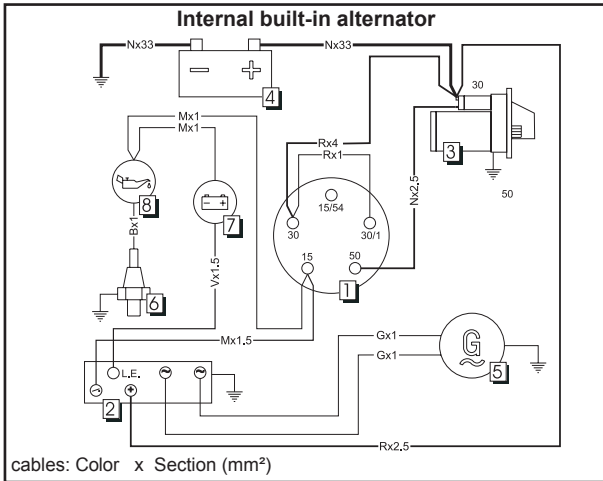 Internal built-in alternator
Nx33
Nx33
30
4
Mx1
Mx1
Rx4
Rx1
3
Nx2.5
50
8
7
15/54
30
30/1
15
50
1
Bx1
Vx1.5
6
Mx1.5
Gx1
Gx1
G
5
L.E.
2
Rx2.5
cables: Color x Section (mm²)